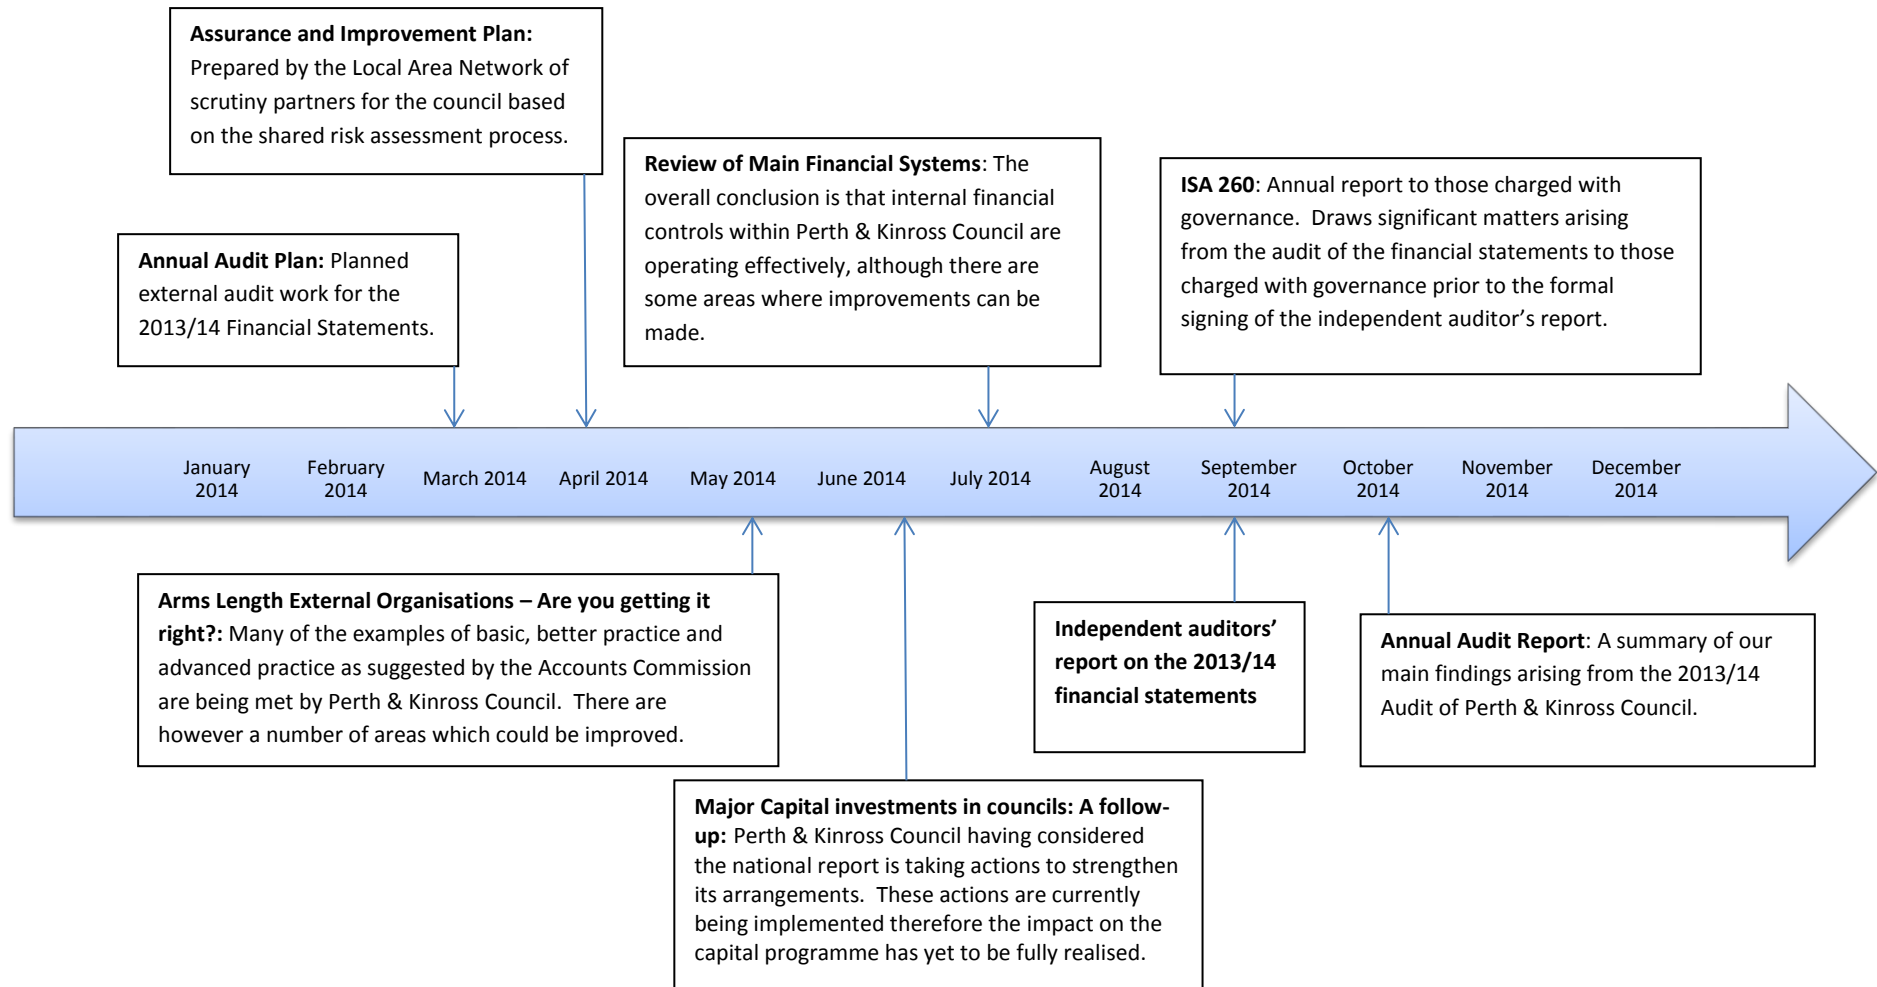 Assurance and Improvement Plan:
Prepared by the Local Area Network of
scrutiny partners for the council based
on the shared risk assessment process.
Annual Audit Plan: Planned
external audit work for the
2013/14 Financial Statements.
Review of Main Financial Systems: The
overall conclusion is that internal financial
controls within Perth & Kinross Council are
operating effectively, although there are
some areas where improvements can be
made.
ISA 260: Annual report to those charged with
governance.  Draws significant matters arising
from the audit of the financial statements to those
charged with governance prior to the formal
signing of the independent auditor’s report.
January
2014
February
2014
March 2014
April 2014
May 2014
June 2014
July 2014
August
2014
September
2014
October
2014
November
2014
December
2014
Arms Length External Organisations – Are you getting it
right?: Many of the examples of basic, better practice and
advanced practice as suggested by the Accounts Commission
are being met by Perth & Kinross Council.  There are
however a number of areas which could be improved.
Major Capital investments in councils: A follow-
up: Perth & Kinross Council having considered
the national report is taking actions to strengthen
its arrangements.  These actions are currently
being implemented therefore the impact on the
capital programme has yet to be fully realised.
Independent auditors’
report on the 2013/14
financial statements
Annual Audit Report: A summary of our
main findings arising from the 2013/14
Audit of Perth & Kinross Council.